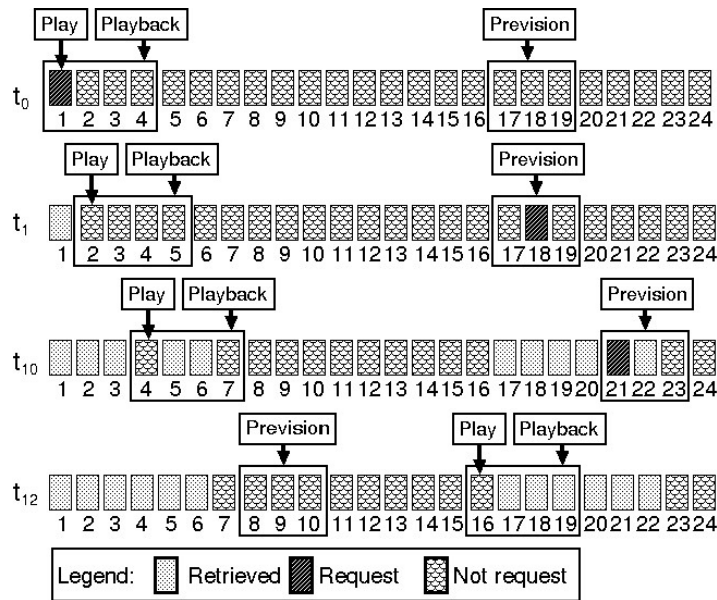 Play Playback Prevision
t0
1 2 3 4 5 6 7 8 9 10 11 12 13 14 15 16 17 18 19 20 21 22 23 24
Play Playback Prevision
t1
1 2 3 4 5 6 7 8 9 10 11 12 13 14 15 16 17 18 19 20 21 22 23 24
Play Playback Prevision
t10
1 2 3 4 5 6 7 8 9 10 11 12 13 14 15 16 17 18 19 20 21 22 23 24
Prevision Play Playback
t12
1 2 3 4 5 6 7 8 9 10 11 12 13 14 15 16 17 18 19 20 21 22 23 24
Legend: Retrieved Request Not request